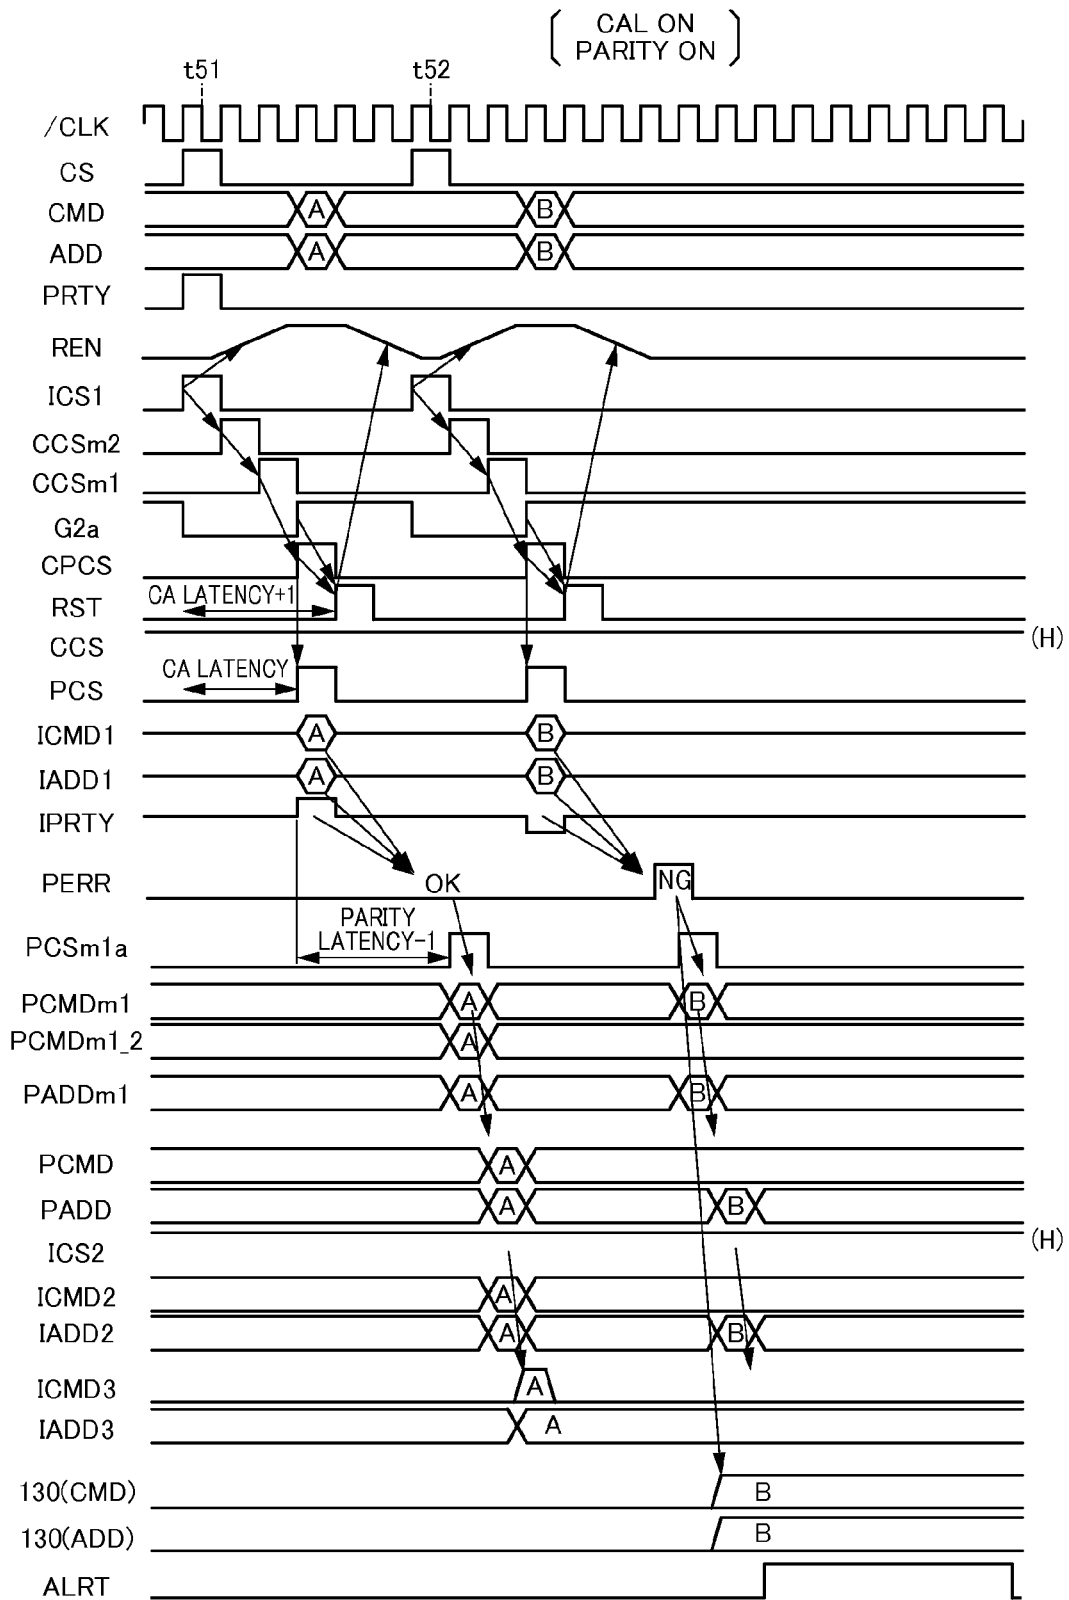 CAL ON
PARITY ON
t51 t52
/CLK
CS
CMD A B
ADD A B
PRTY
REN
ICS1
CCSm2
CCSm1
G2a
CPCS
CA LATENCY+1
RST
CCS (H)
CA LATENCY
PCS
ICMD1 A B
IADD1 A B
IPRTY
PERR OK NG
PARITY
LATENCY-1
PCSm1a
PCMDm1 A B
PCMDm1_2 A
PADDm1 A B
PCMD A
PADD A B
ICS2 (H)
ICMD2 A
IADD2 A B
ICMD3 A
IADD3 A
130(CMD) B
130(ADD) B
ALRT